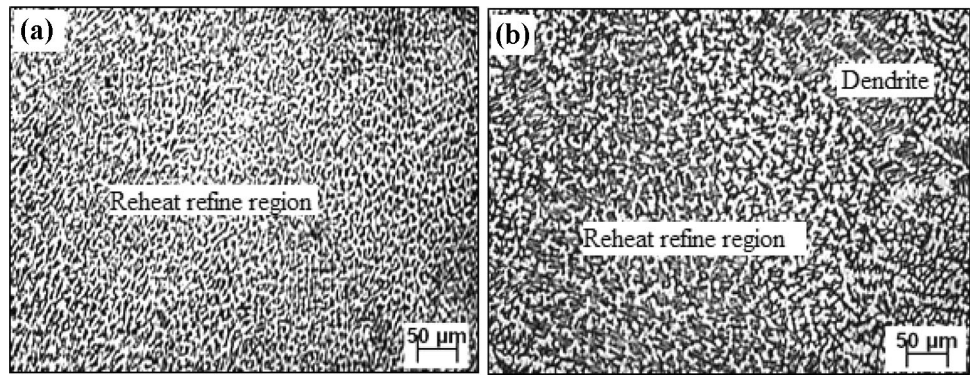 (a)
Reheat refine region
50 µm
(b)
Dendrite
Reheat refine region
50 µm